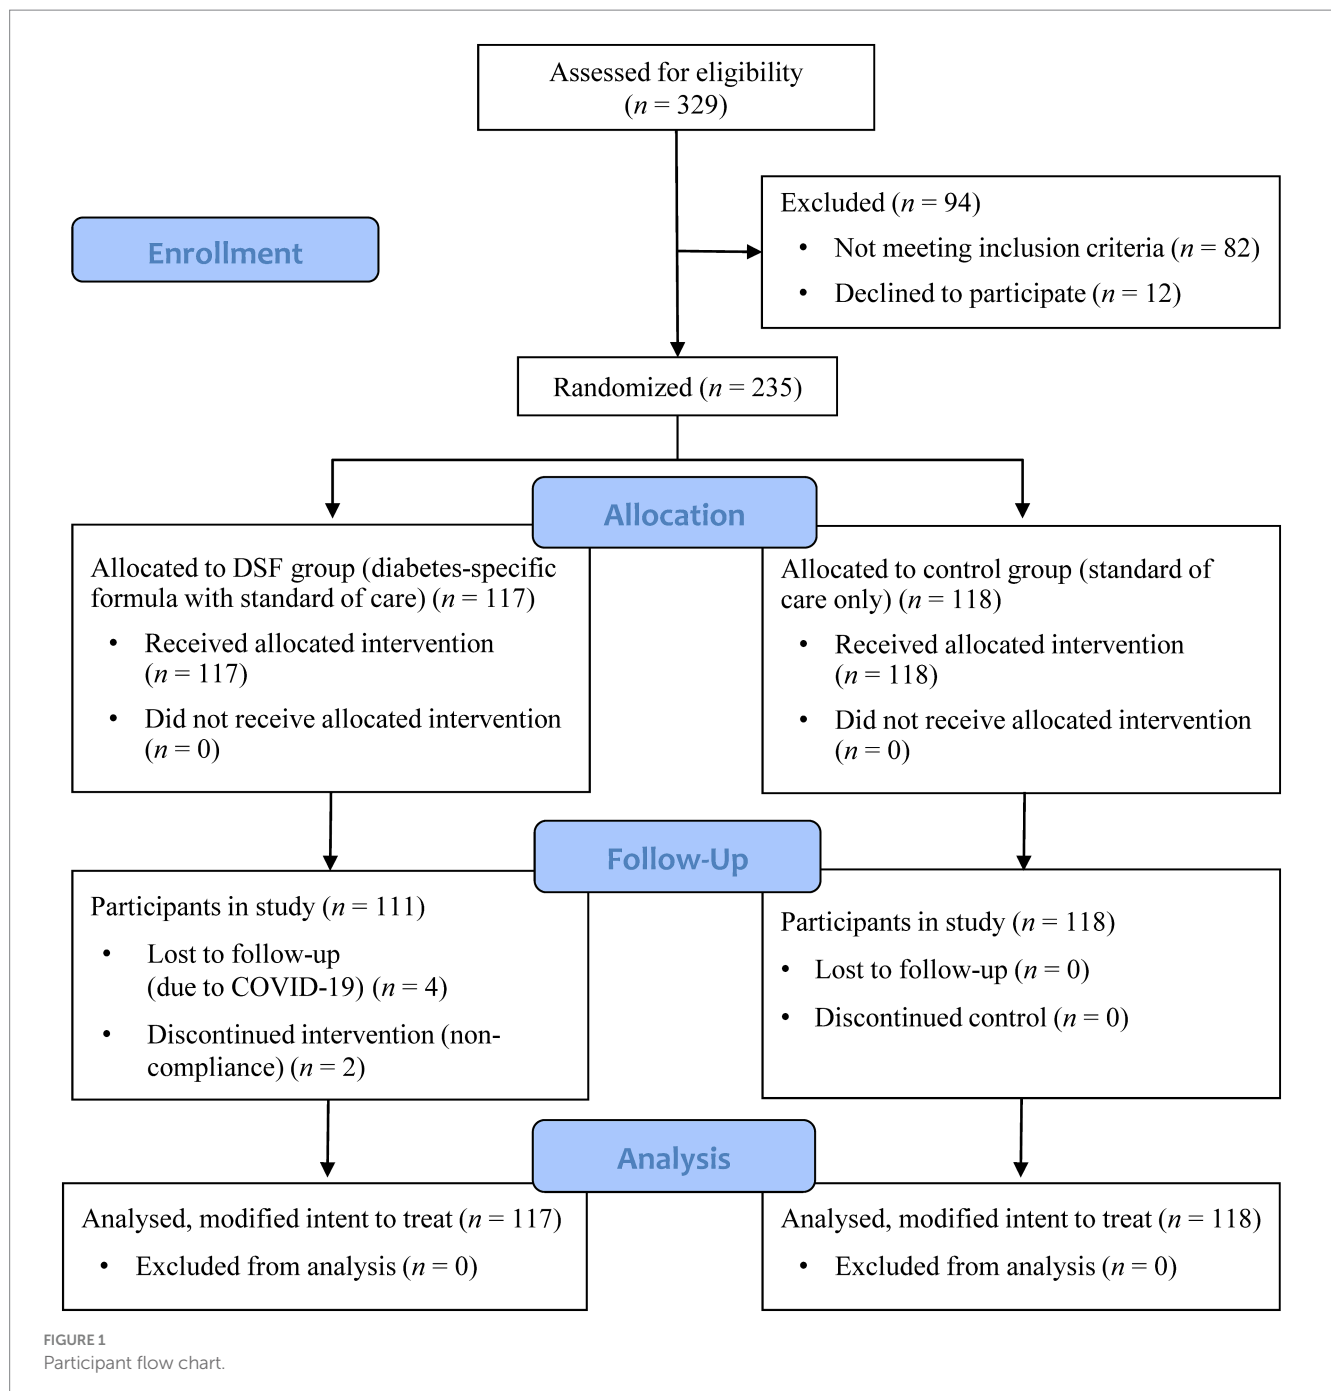 Assessed for eligibility
(n = 329)
Excluded (n = 94)
• Not meeting inclusion criteria (n = 82)
• Declined to participate (n = 12)
Enrollment
Randomized (n = 235)
Allocation
Allocated to DSF group (diabetes-specific
formula with standard of care) (n = 117)
• Received allocated intervention
(n = 117)
• Did not receive allocated intervention
(n = 0)
Allocated to control group (standard of
care only) (n = 118)
• Received allocated intervention
(n = 118)
• Did not receive allocated intervention
(n = 0)
Follow-Up
Participants in study (n = 111)
• Lost to follow-up
(due to COVID-19) (n = 4)
• Discontinued intervention (non-
compliance) (n = 2)
Participants in study (n = 118)
• Lost to follow-up (n = 0)
• Discontinued control (n = 0)
Analysis
Analysed, modified intent to treat (n = 117)
• Excluded from analysis (n = 0)
Analysed, modified intent to treat (n = 118)
• Excluded from analysis (n = 0)
FIGURE 1
Participant flow chart.